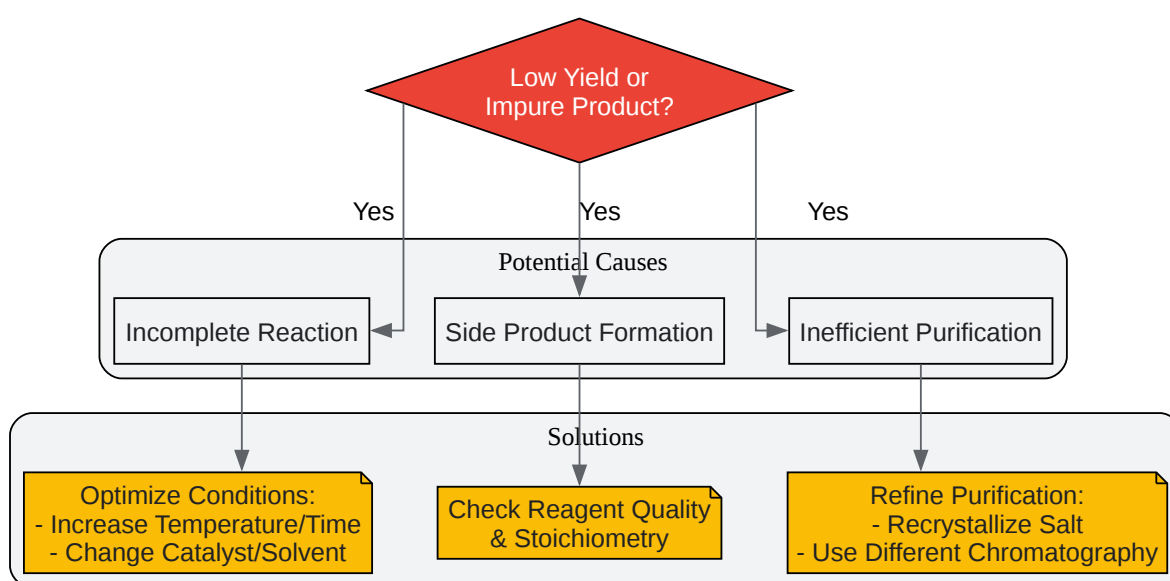 Low Yield or
Impure Product?
Yes
Yes
Yes
Potential Causes
Incomplete Reaction
Side Product Formation
Inefficient Purification
Solutions
Optimize Conditions:
- Increase Temperature/Time
- Change Catalyst/Solvent
Check Reagent Quality
& Stoichiometry
Refine Purification:
- Recrystallize Salt
- Use Different Chromatography